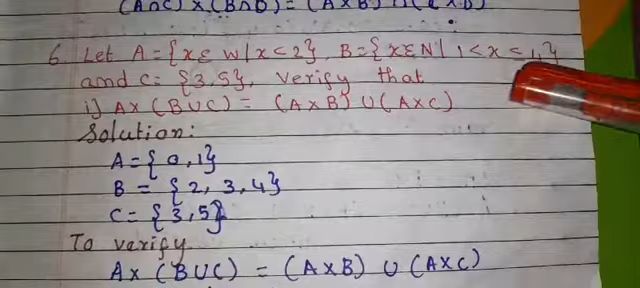 (A∩C) × (B∩D) = (A×B) ∩ (C×D)
6. Let A = {x ∈ W / x < 2}, B = {x ∈ N / 1 < x ≤ }
and C = {3, 5}, verify that
i) A × (B ∪ C) = (A × B) ∪ (A × C)
Solution:
A = {0, 1}
B = {2, 3, 4}
C = {3, 5}
To verify
A × (B ∪ C) = (A × B) ∪ (A × C)